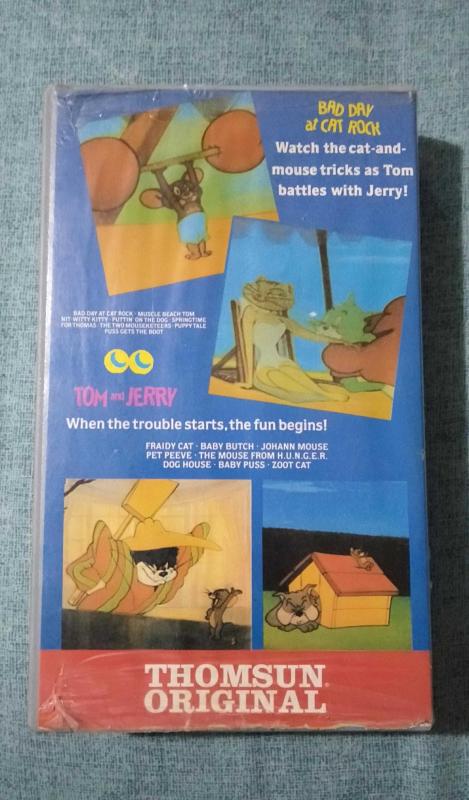 BAD DAY
at CAT ROCK
Watch the cat-and-
mouse tricks as Tom
battles with Jerry!
BAD DAY AT CAT ROCK · MUSCLE BEACH TOM
NIT-WITTY KITTY · PUTTIN' ON THE DOG · SPRINGTIME
FOR THOMAS THE TWO MOUSEKETEERS · PUPPY TALE
PUSS GETS THE BOOT
TOM and JERRY
When the trouble starts, the fun begins!
FRAIDY CAT · BABY BUTCH · JOHANN MOUSE
PET PEEVE · THE MOUSE FROM H.U.N.G.E.R.
DOG HOUSE · BABY PUSS · ZOOT CAT
THOMSUN®
ORIGINAL